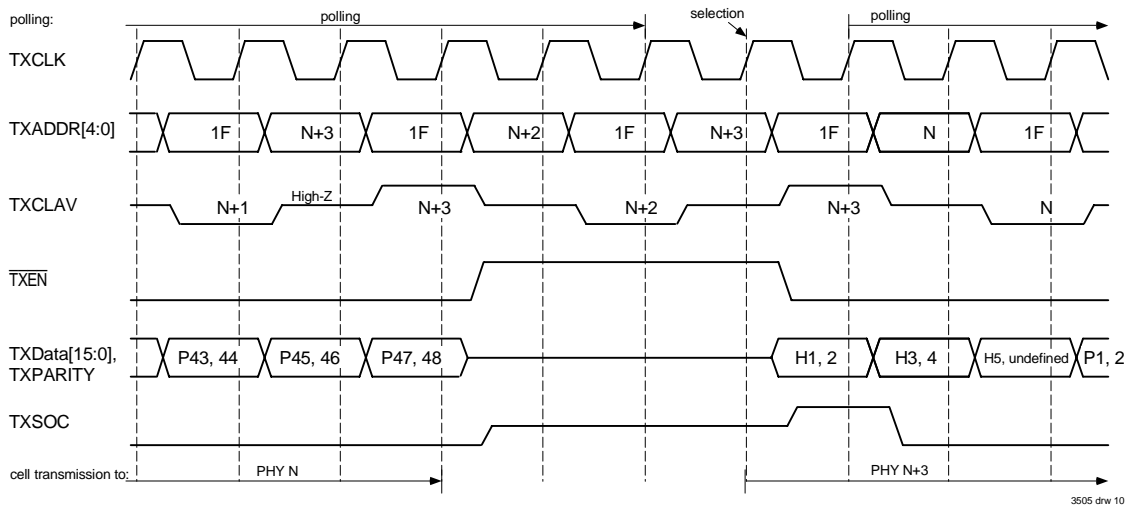 polling: polling selection polling
TXCLK
TXADDR[4:0] 1F N+3 1F N+2 1F N+3 1F N 1F
TXCLAV N+1 High-Z N+3 N+2 N+3 N
TXEN
TXData[15:0], P43, 44 P45, 46 P47, 48 H1, 2 H3, 4 H5, undefined P1, 2
TXPARITY
TXSOC
cell transmission to: PHY N PHY N+3
3505 drw 10